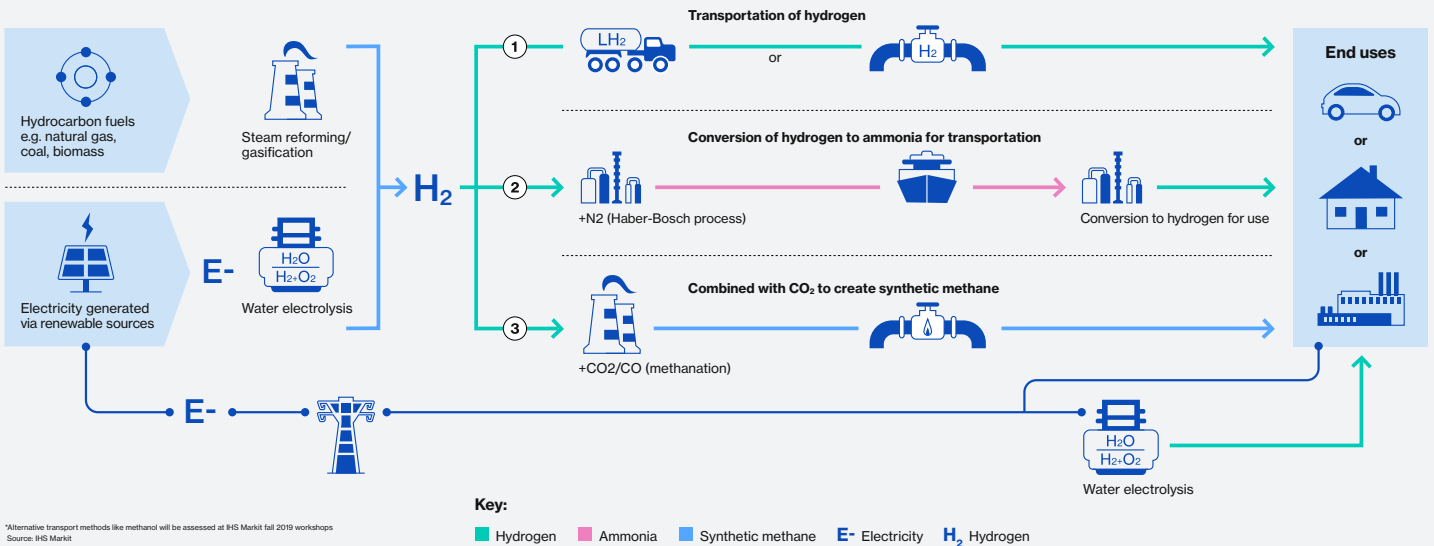 Hydrocarbon fuels
e.g. natural gas,
coal, biomass
Steam reforming/
gasification
Electricity generated
via renewable sources
E-
H₂O
H₂+O₂
Water electrolysis
H₂
1
Transportation of hydrogen
LH₂
or
H₂
2
Conversion of hydrogen to ammonia for transportation
+N2 (Haber-Bosch process)
Conversion to hydrogen for use
3
Combined with CO₂ to create synthetic methane
+CO2/CO (methanation)
End uses
or
or
E-
H₂O
H₂+O₂
Water electrolysis
Key:
Hydrogen
Ammonia
Synthetic methane
E- Electricity
H₂ Hydrogen
*Alternative transport methods like methanol will be assessed at IHS Markit fall 2019 workshops
Source: IHS Markit